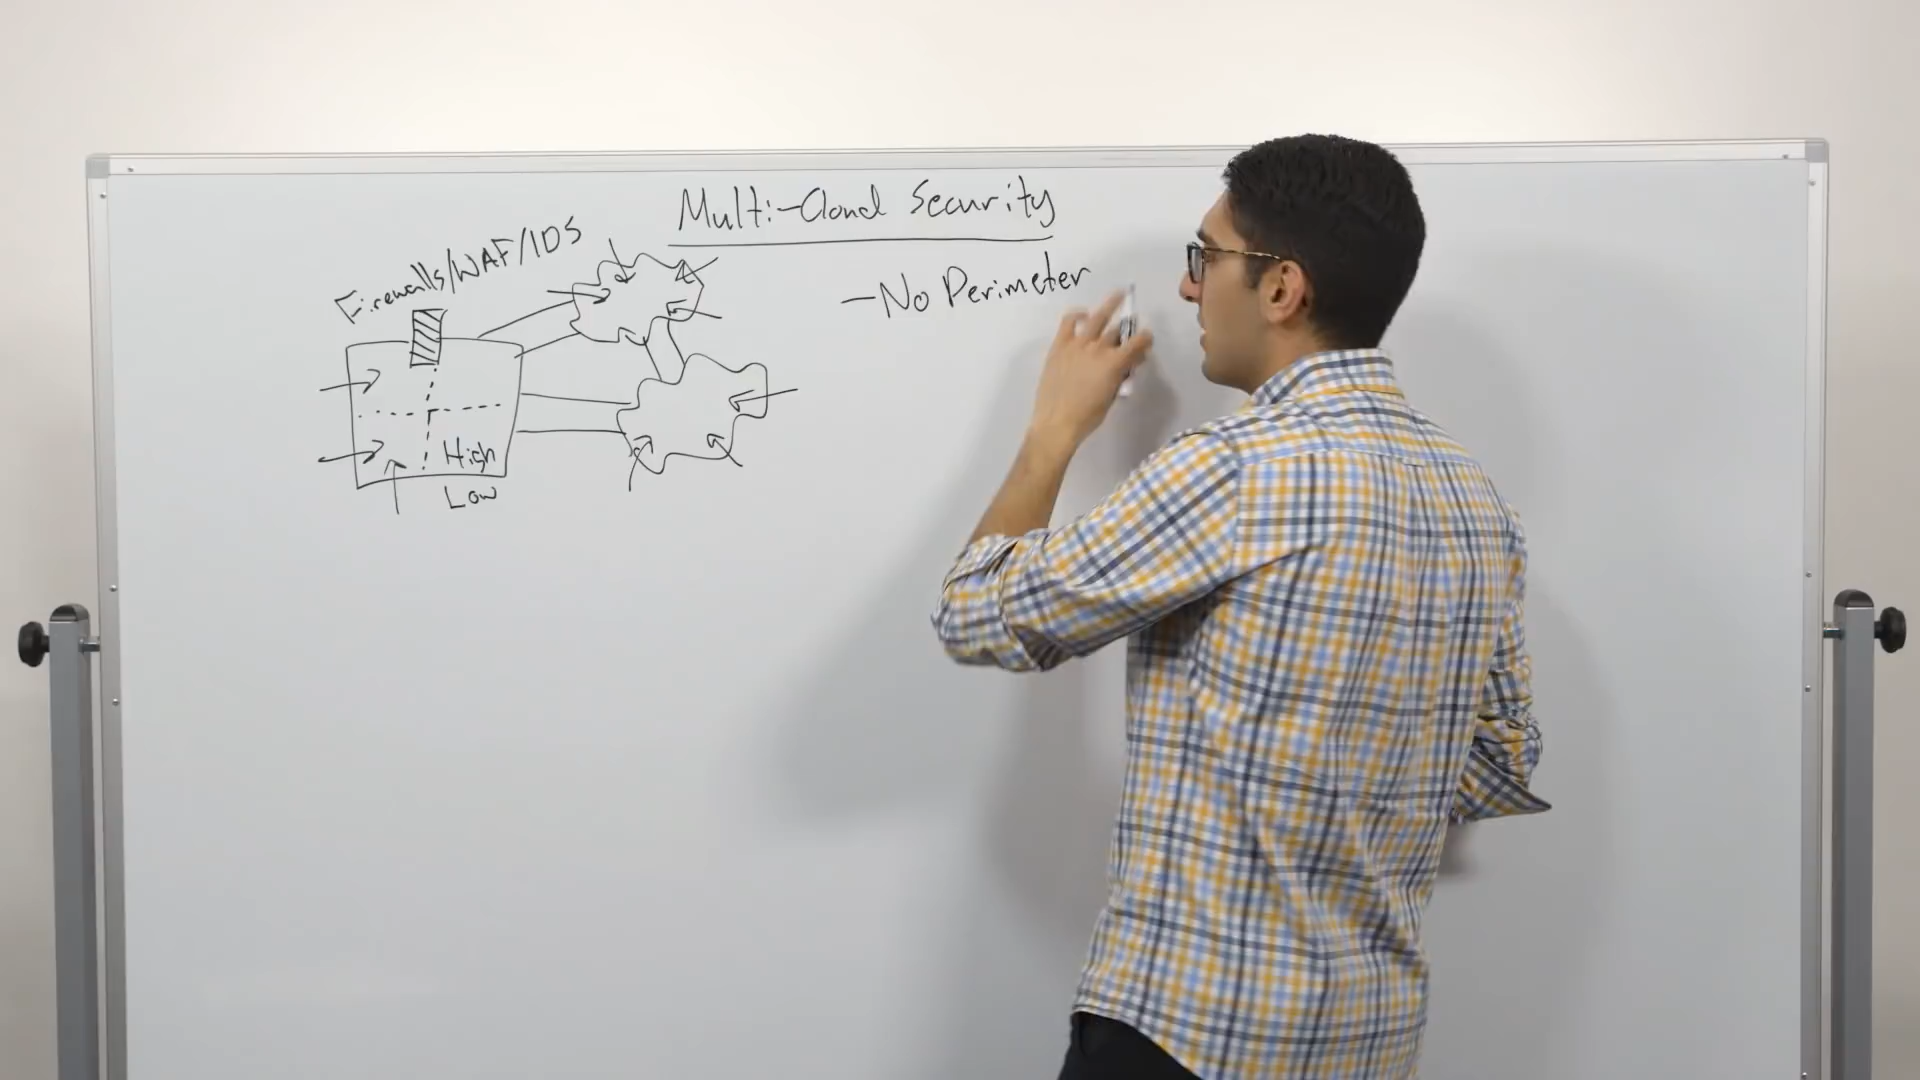 Multi-Cloud Security
Firewalls/WAF/IDS
-No Perimeter
High
Low